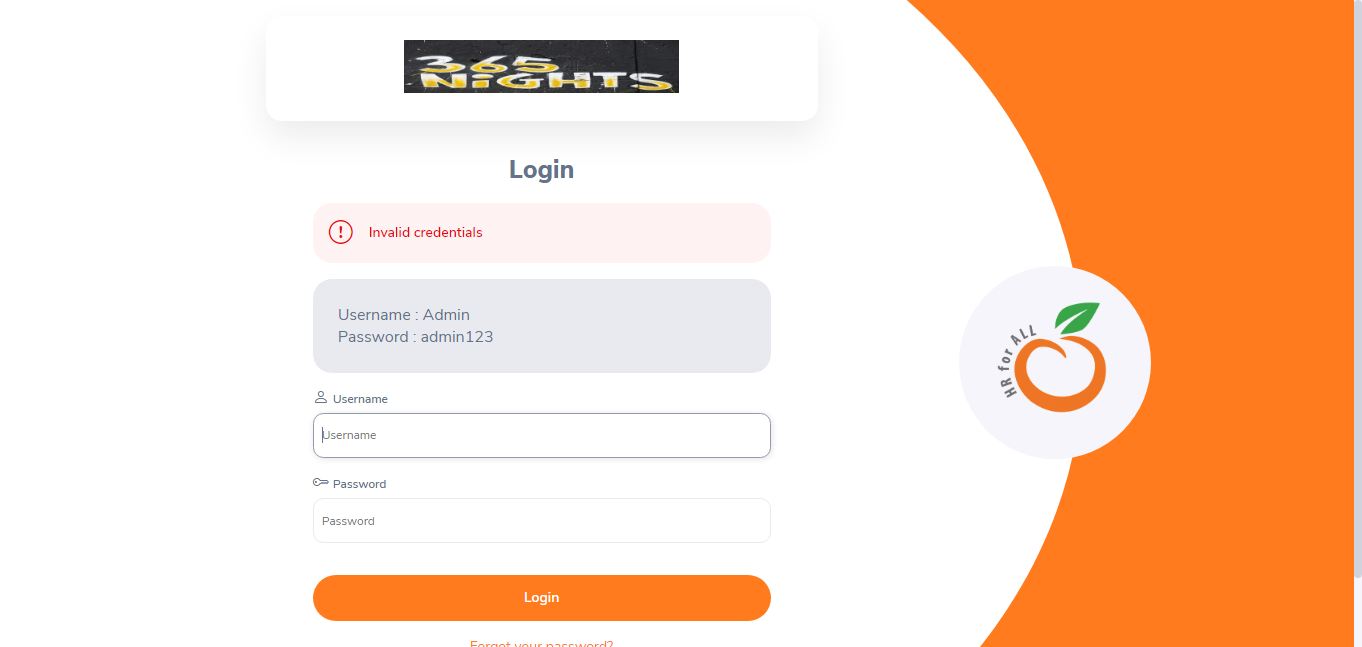 365
NiGHTS
Login
Invalid credentials
Username : Admin
Password : admin123
Username
Username
Password
Password
Login
Forgot your password?
HR for ALL